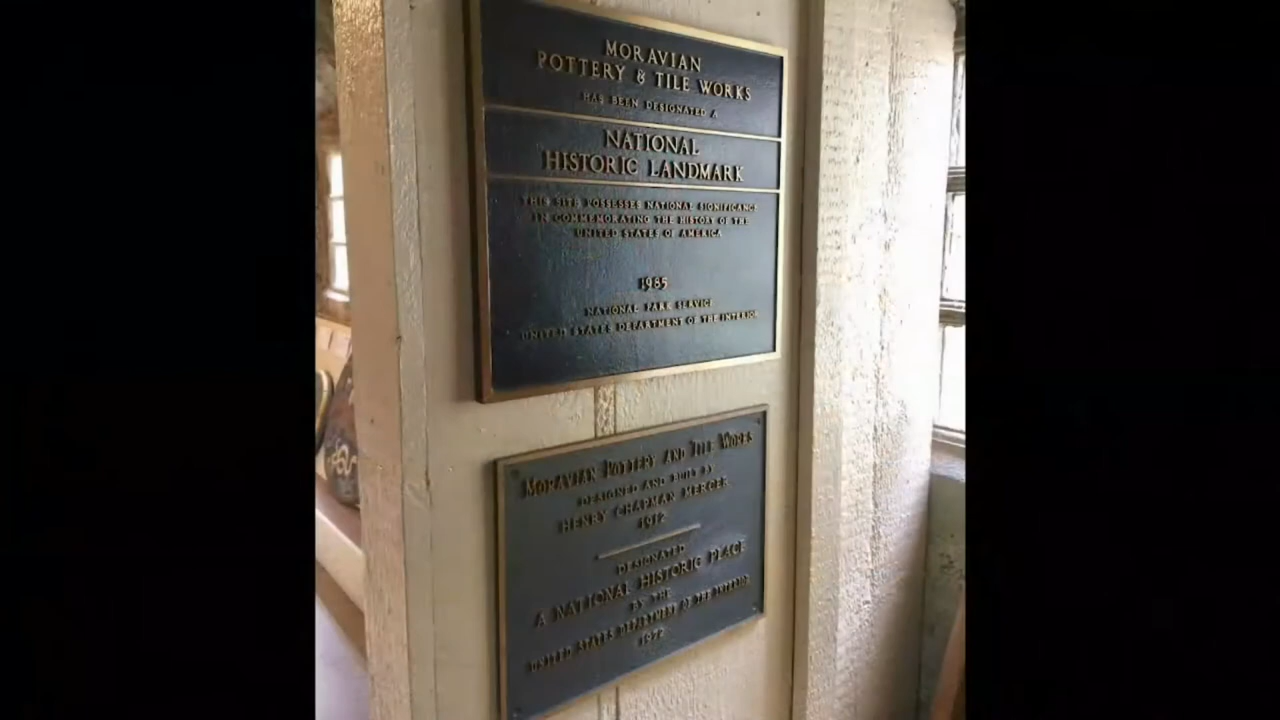 MORAVIAN
POTTERY & TILE WORKS
HAS BEEN DESIGNATED A
NATIONAL
HISTORIC LANDMARK
THIS SITE POSSESSES NATIONAL SIGNIFICANCE
IN COMMEMORATING THE HISTORY OF THE
UNITED STATES OF AMERICA
1985
NATIONAL PARK SERVICE
UNITED STATES DEPARTMENT OF THE INTERIOR
MORAVIAN POTTERY AND TILE WORKS
DESIGNED AND BUILT BY
HENRY CHAPMAN MERCER
1912
DESIGNATED
A NATIONAL HISTORIC PLACE
BY THE
UNITED STATES DEPARTMENT OF THE INTERIOR
1972